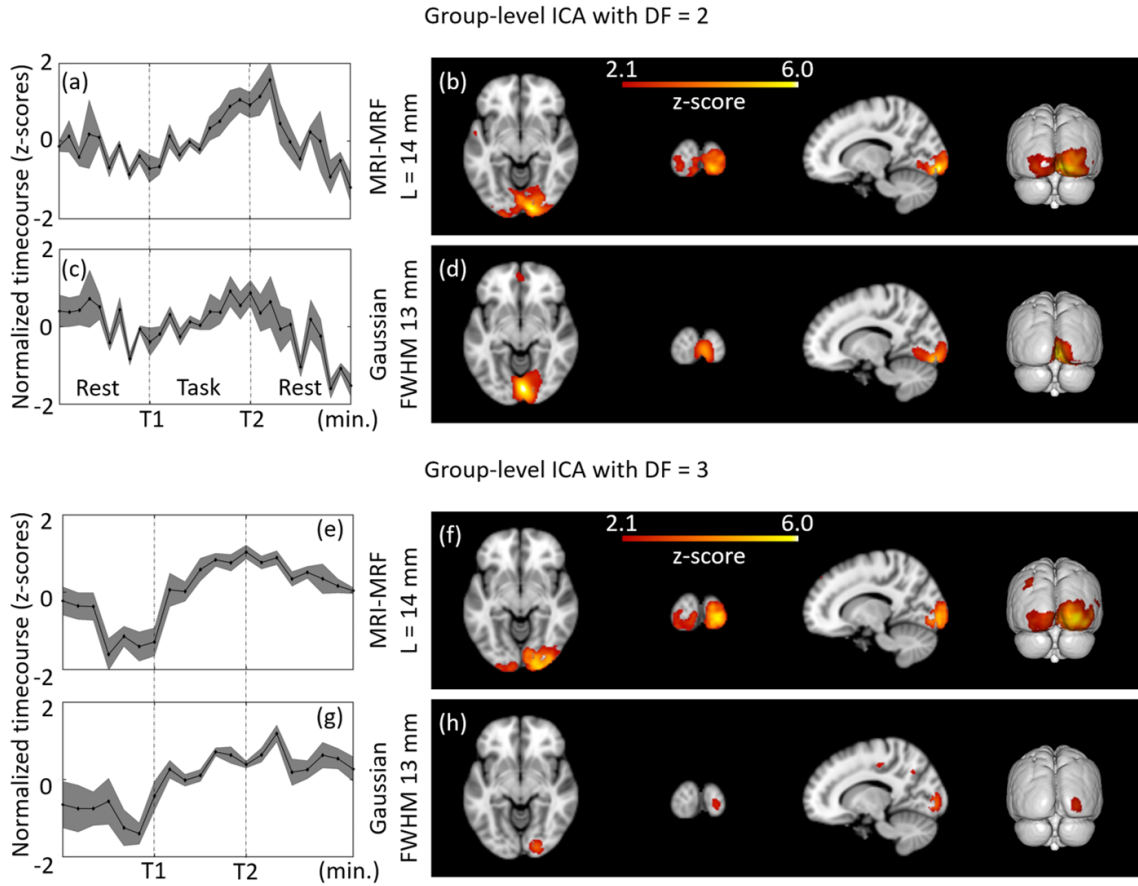 Group-level ICA with DF = 2
Normalized timecourse (z-scores)
2
(a)
0
-2
MRI-MRF
L = 14 mm
(b)
2.1
6.0
z-score
2
(c)
0
-2
Rest
Task
Rest
T1
T2
(min.)
Gaussian
FWHM 13 mm
(d)
Group-level ICA with DF = 3
Normalized timecourse (z-scores)
2
(e)
0
-2
MRI-MRF
L = 14 mm
(f)
2.1
6.0
z-score
2
(g)
0
-2
T1
T2
(min.)
Gaussian
FWHM 13 mm
(h)